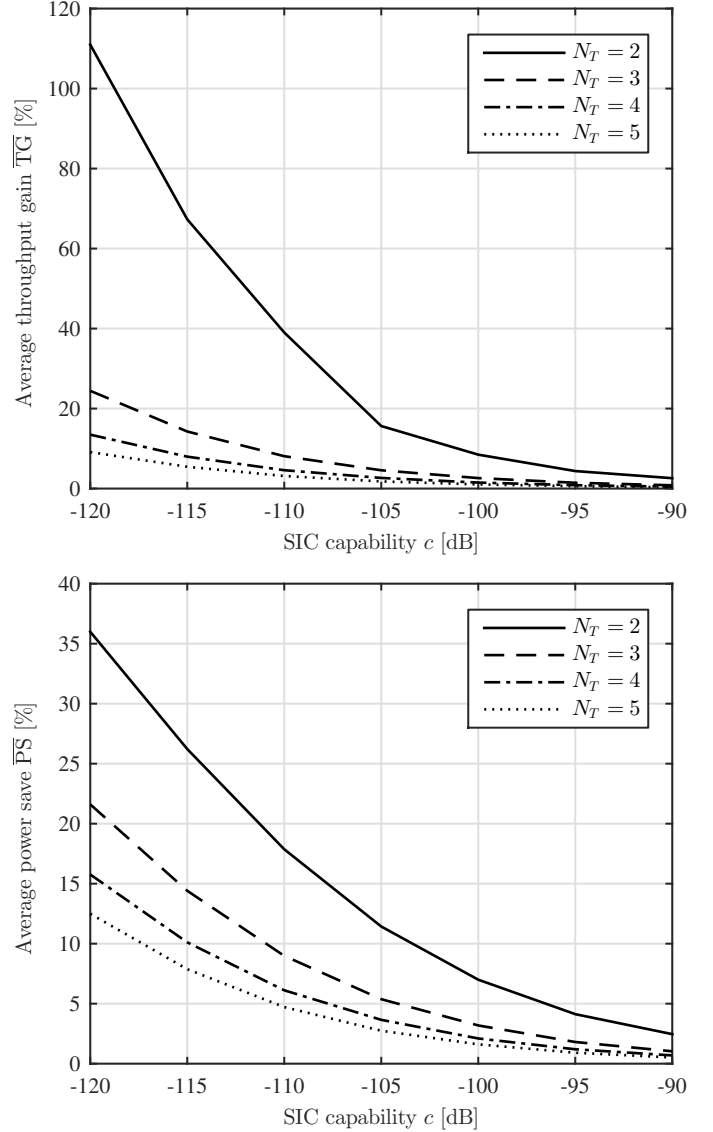 120
100
80
60
40
20
0
Average throughput gain TG [%]
N_T = 2
N_T = 3
N_T = 4
N_T = 5
-120 -115 -110 -105 -100 -95 -90
SIC capability c [dB]
40
35
30
25
20
15
10
5
0
Average power save PS [%]
N_T = 2
N_T = 3
N_T = 4
N_T = 5
-120 -115 -110 -105 -100 -95 -90
SIC capability c [dB]